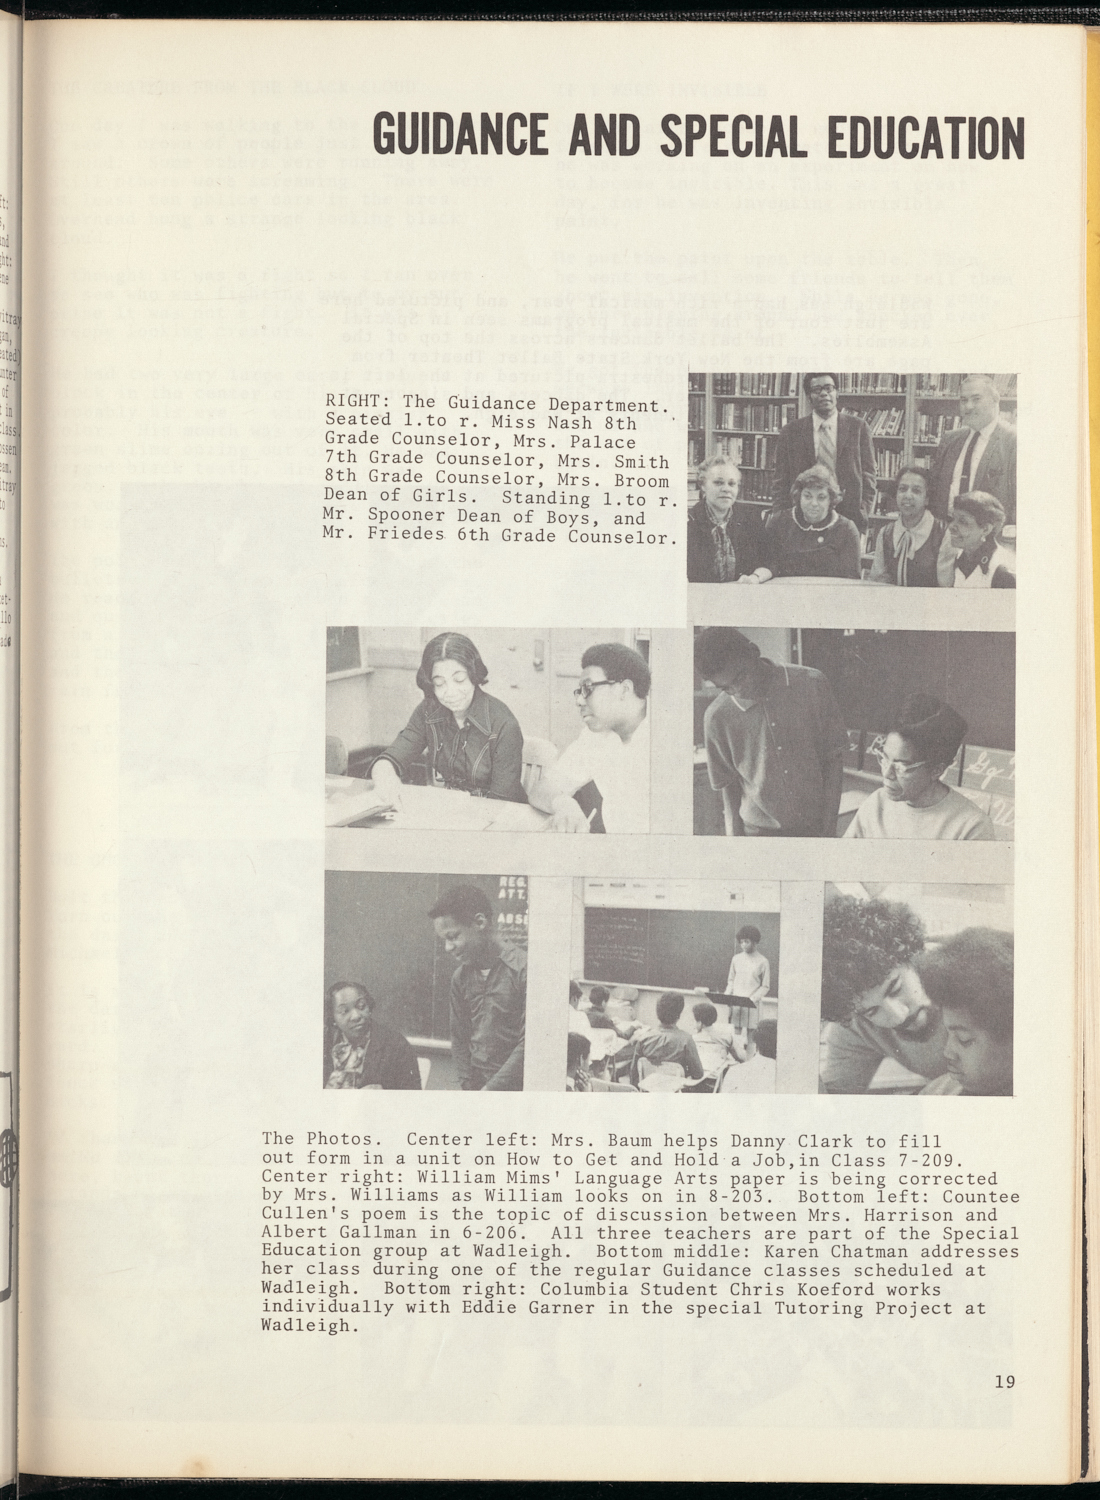 GUIDANCE AND SPECIAL EDUCATION
RIGHT: The Guidance Department.
Seated l.to r. Miss Nash 8th
Grade Counselor, Mrs. Palace
7th Grade Counselor, Mrs. Smith
8th Grade Counselor, Mrs. Broom
Dean of Girls.  Standing l.to r.
Mr. Spooner Dean of Boys, and
Mr. Friedes 6th Grade Counselor.
REG.
ATT.
ABSE
The Photos.  Center left: Mrs. Baum helps Danny Clark to fill
out form in a unit on How to Get and Hold a Job,in Class 7-209.
Center right: William Mims' Language Arts paper is being corrected
by Mrs. Williams as William looks on in 8-203.  Bottom left: Countee
Cullen's poem is the topic of discussion between Mrs. Harrison and
Albert Gallman in 6-206.  All three teachers are part of the Special
Education group at Wadleigh.  Bottom middle: Karen Chatman addresses
her class during one of the regular Guidance classes scheduled at
Wadleigh.  Bottom right: Columbia Student Chris Koeford works
individually with Eddie Garner in the special Tutoring Project at
Wadleigh.
19